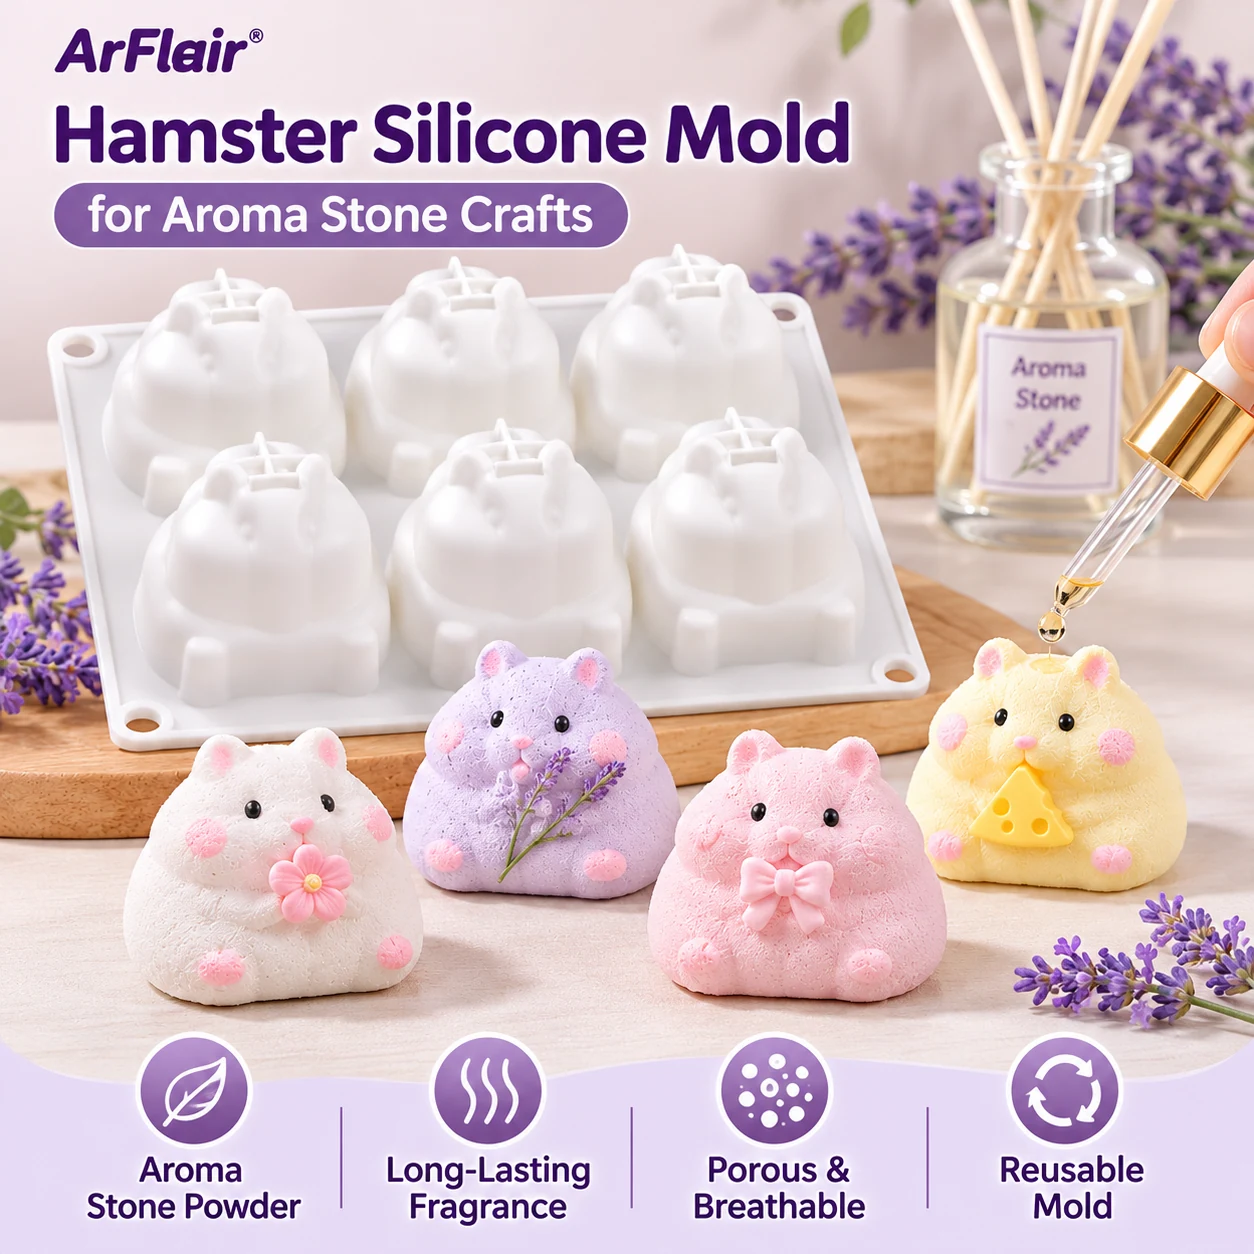 ArFlair®
Hamster Silicone Mold
for Aroma Stone Crafts
Aroma
Stone
Aroma
Stone Powder
Long-Lasting
Fragrance
Porous &
Breathable
Reusable
Mold